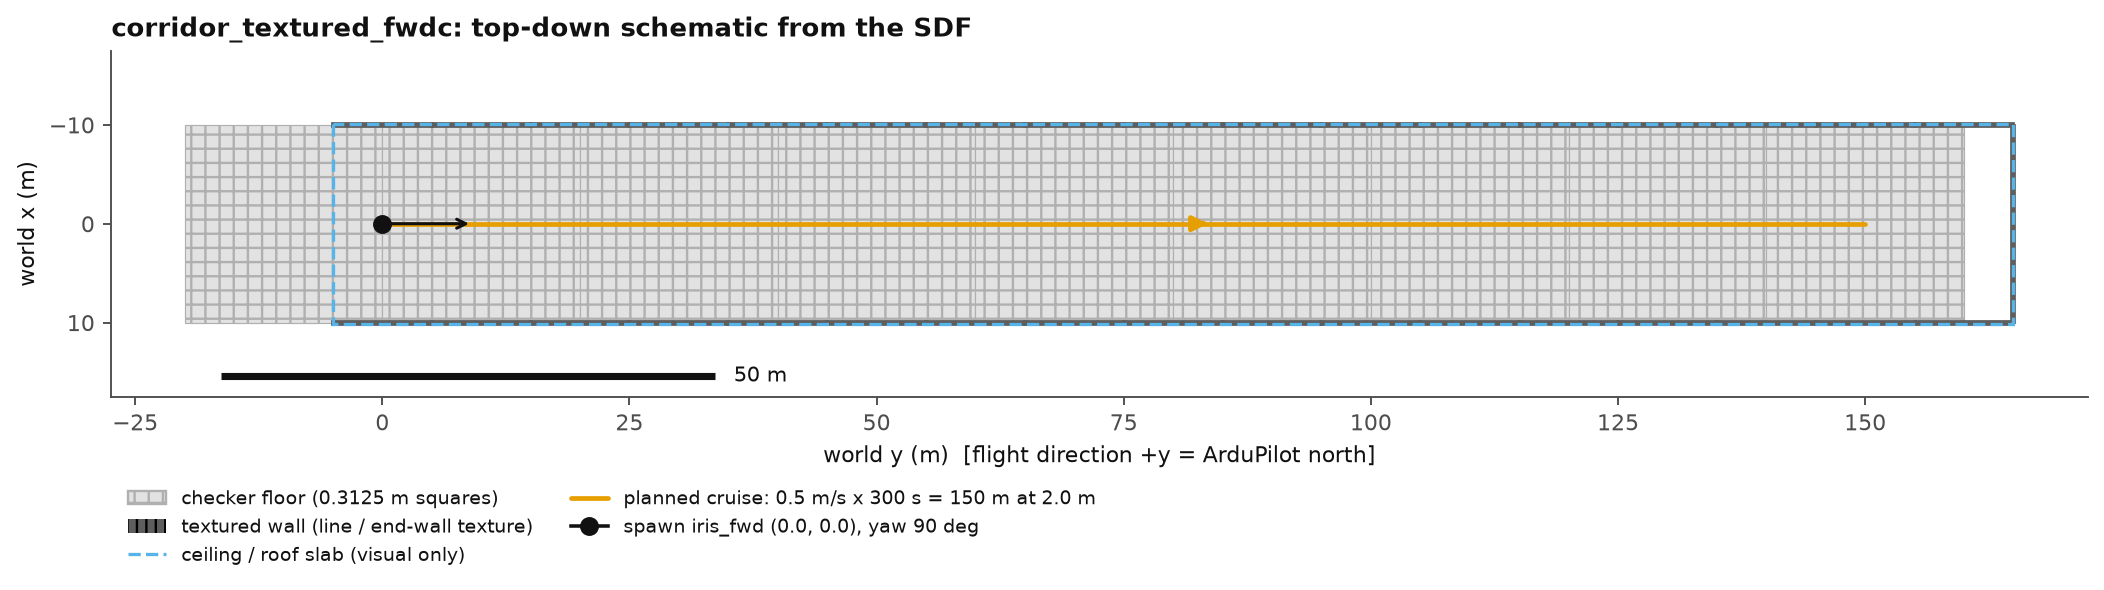 corridor_textured_fwdc: top-down schematic from the SDF
world x (m)
−10
0
10
50 m
−25 0 25 50 75 100 125 150
world y (m)  [flight direction +y = ArduPilot north]
checker floor (0.3125 m squares)
textured wall (line / end-wall texture)
ceiling / roof slab (visual only)
planned cruise: 0.5 m/s x 300 s = 150 m at 2.0 m
spawn iris_fwd (0.0, 0.0), yaw 90 deg